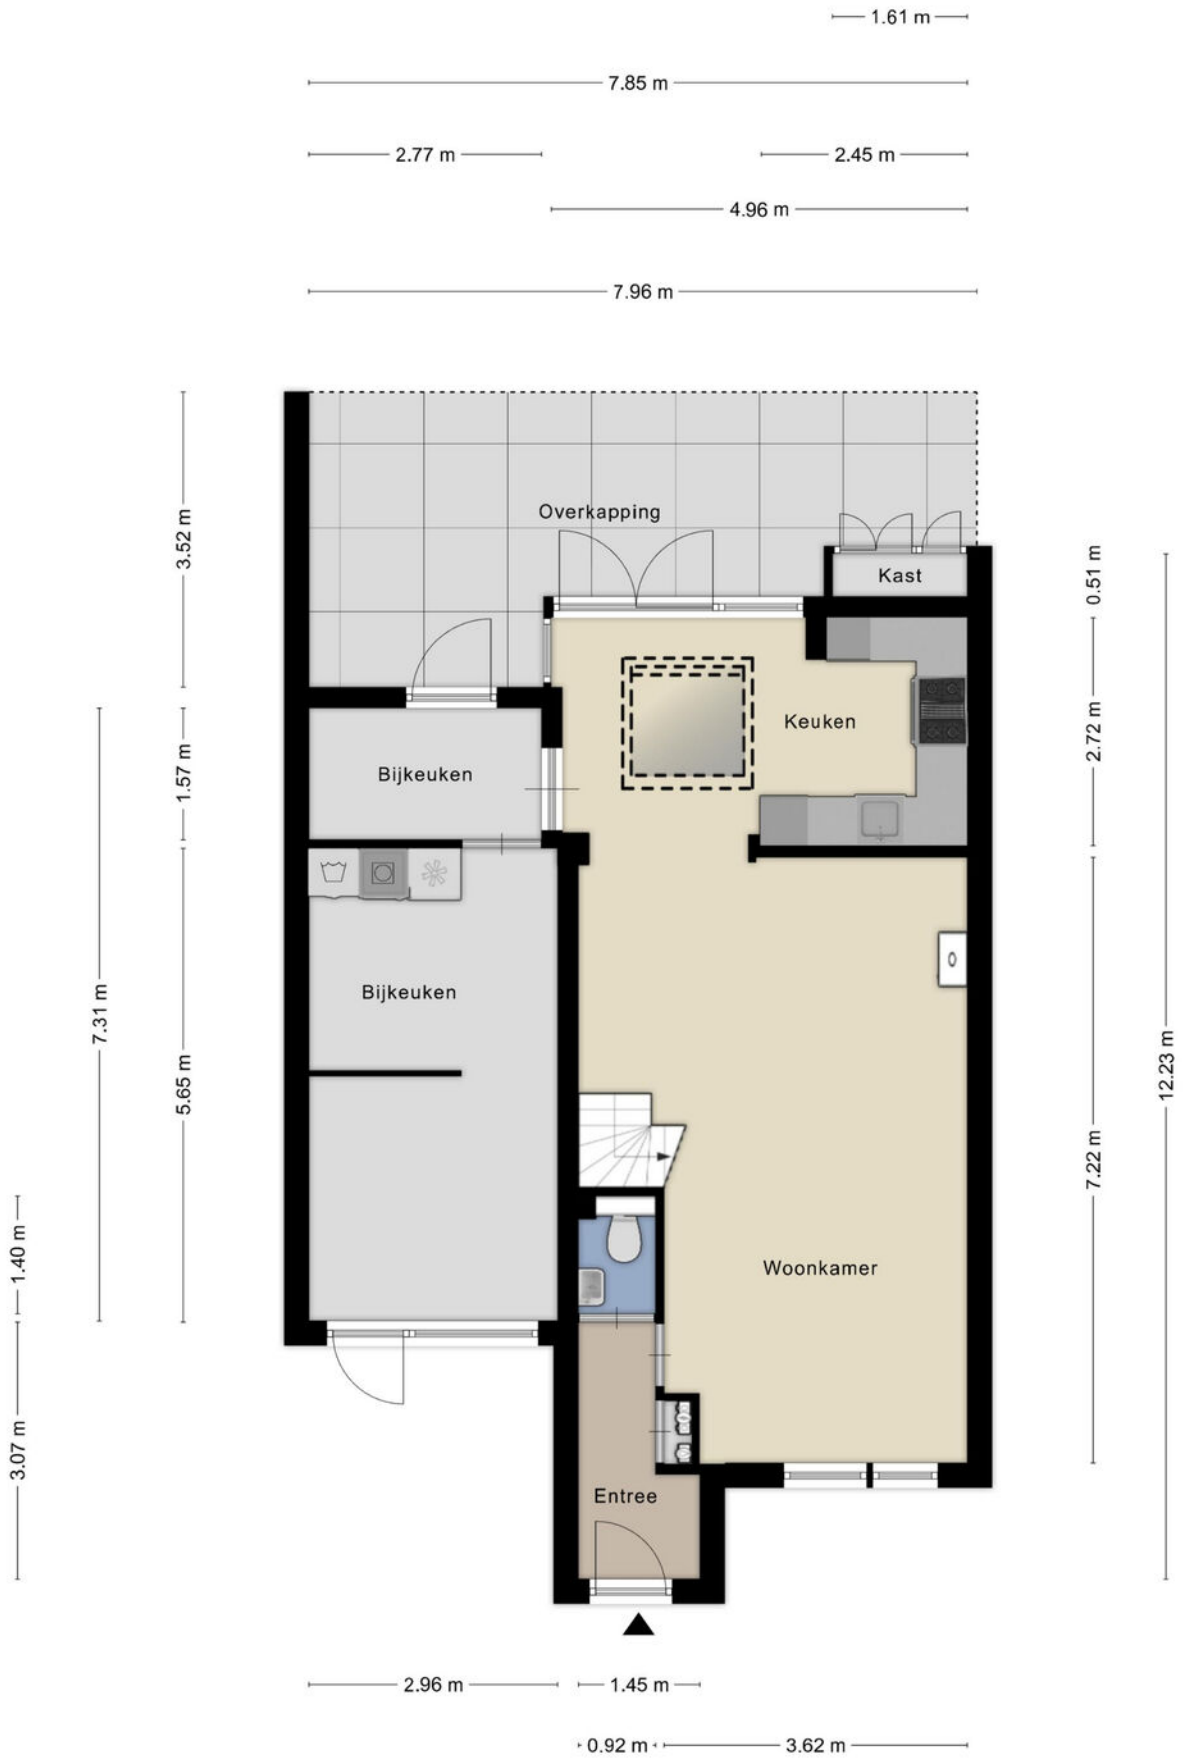 1.61 m
7.85 m
2.77 m
2.45 m
4.96 m
7.96 m
Overkapping
3.52 m
0.51 m
Kast
Keuken
2.72 m
1.57 m
Bijkeuken
Bijkeuken
7.31 m
5.65 m
12.23 m
7.22 m
1.40 m
Woonkamer
3.07 m
Entree
2.96 m
1.45 m
0.92 m
3.62 m